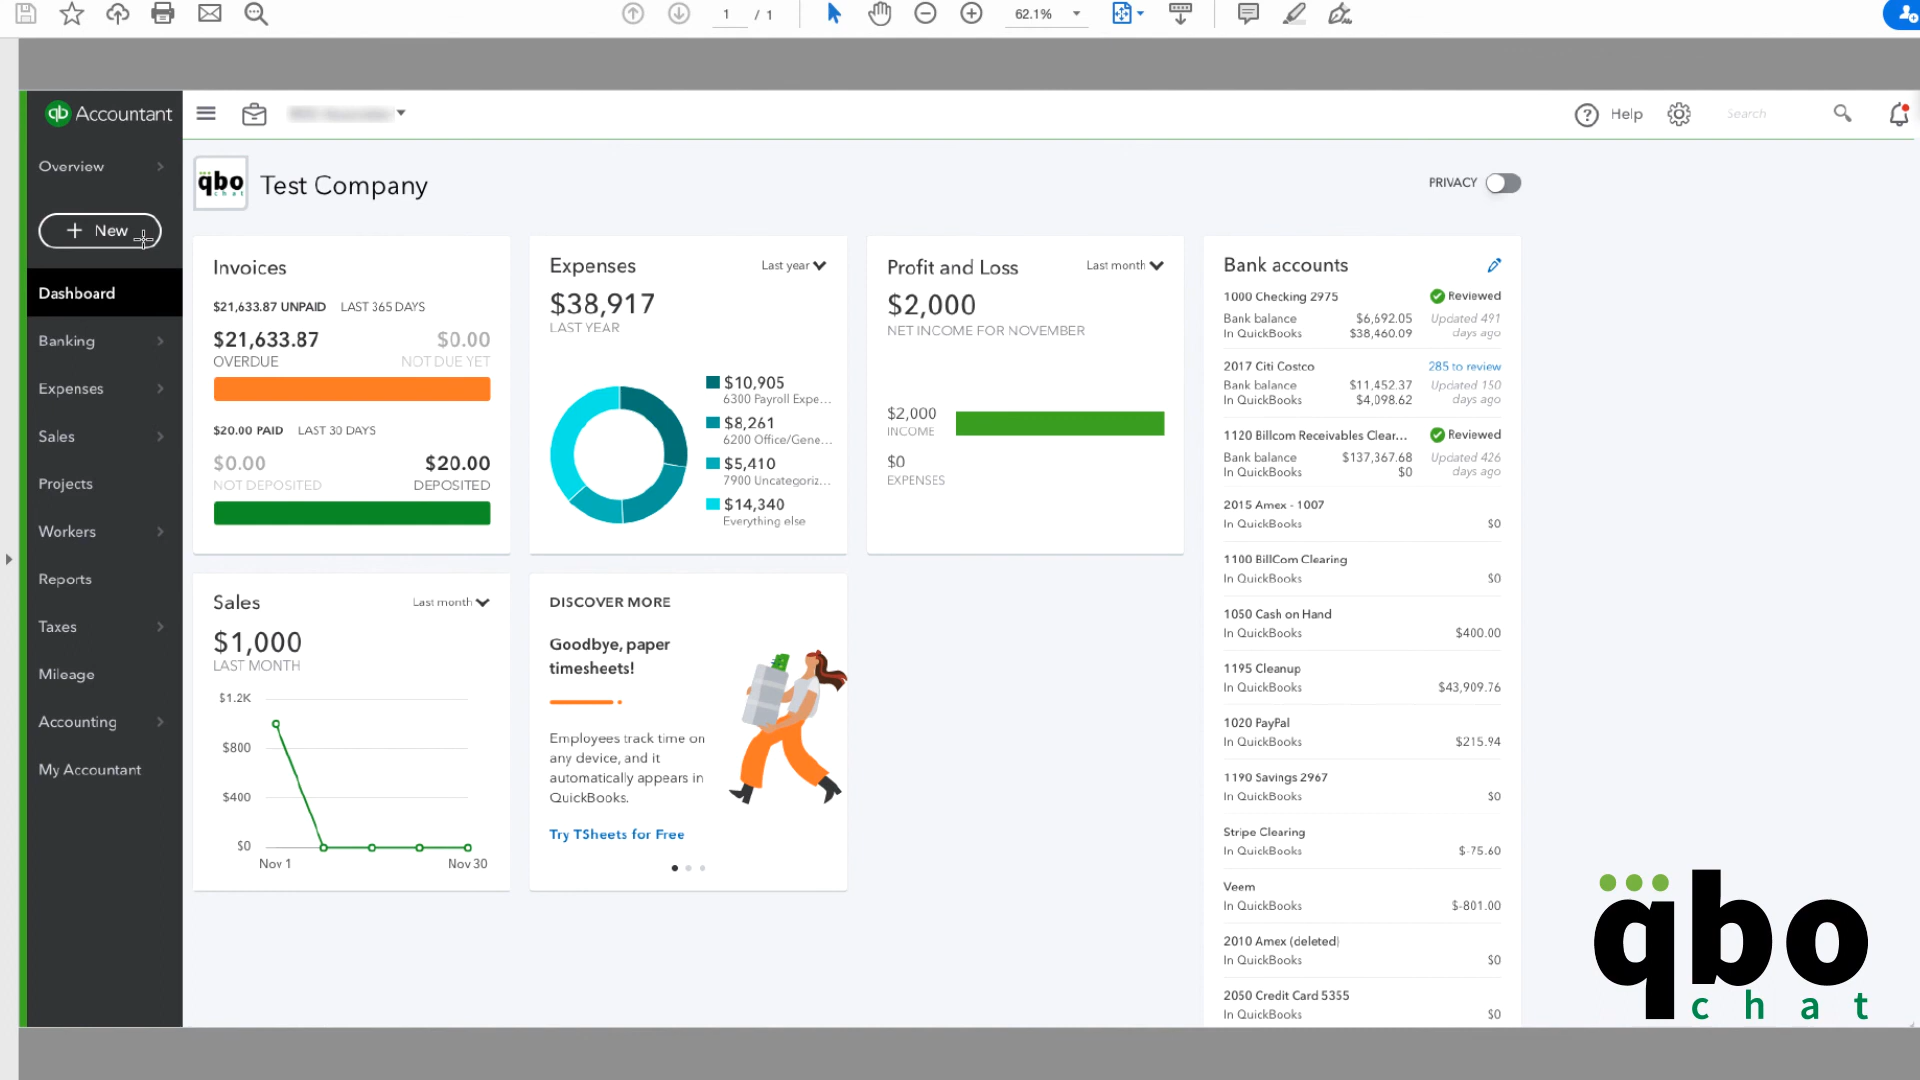 1 / 1
62.1%
qb Accountant
Help
Search
Overview
+ New
Dashboard
Banking
Expenses
Sales
Projects
Workers
Reports
Taxes
Mileage
Accounting
My Accountant
qbo
chat
Test Company
PRIVACY
Invoices
$21,633.87 UNPAID LAST 365 DAYS
$21,633.87 $0.00
OVERDUE NOT DUE YET
$20.00 PAID LAST 30 DAYS
$0.00 $20.00
NOT DEPOSITED DEPOSITED
Expenses Last year
$38,917
LAST YEAR
$10,905
6300 Payroll Expe...
$8,261
6200 Office/Gene...
$5,410
7900 Uncategoriz...
$14,340
Everything else
Profit and Loss Last month
$2,000
NET INCOME FOR NOVEMBER
$2,000
INCOME
$0
EXPENSES
Bank accounts
1000 Checking 2975 Reviewed
Bank balance $6,692.05 Updated 491
In QuickBooks $38,460.09 days ago
2017 Citi Costco 285 to review
Bank balance $11,452.37 Updated 150
In QuickBooks $4,098.62 days ago
1120 Billcom Receivables Clear... Reviewed
Bank balance $137,367.68 Updated 426
In QuickBooks $0 days ago
2015 Amex - 1007
In QuickBooks $0
1100 BillCom Clearing
In QuickBooks $0
1050 Cash on Hand
In QuickBooks $400.00
1195 Cleanup
In QuickBooks $43,909.76
1020 PayPal
In QuickBooks $215.94
1190 Savings 2967
In QuickBooks $0
Stripe Clearing
In QuickBooks $-75.60
Veem
In QuickBooks $-801.00
2010 Amex (deleted)
In QuickBooks $0
2050 Credit Card 5355
In QuickBooks $0
Sales Last month
$1,000
LAST MONTH
$1.2K
$800
$400
$0
Nov 1 Nov 30
DISCOVER MORE
Goodbye, paper
timesheets!
Employees track time on
any device, and it
automatically appears in
QuickBooks.
Try TSheets for Free
qbo
chat